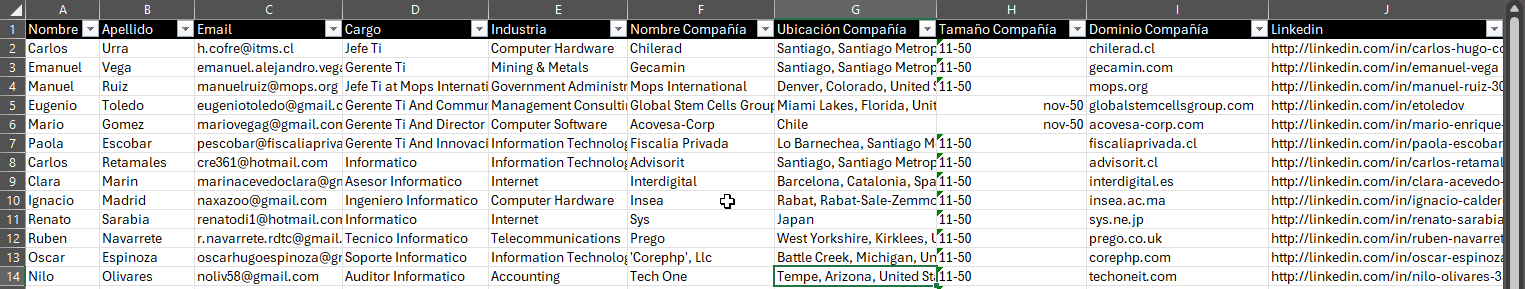 A B C D E F G H I J
1 Nombre Apellido Email Cargo Industria Nombre Compañía Ubicación Compañía Tamaño Compañía Dominio Compañía Linkedin
2 Carlos Urra h.cofre@itms.cl Jefe Ti Computer Hardware Chilerad Santiago, Santiago Metrop 11-50 chilerad.cl http://linkedin.com/in/carlos-hugo-co
3 Emanuel Vega emanuel.alejandro.vega Gerente Ti Mining & Metals Gecamin Santiago, Santiago Metrop 11-50 gecamin.com http://linkedin.com/in/emanuel-vega
4 Manuel Ruiz manuelruiz@mops.org Jefe Ti at Mops Internati Government Administr Mops International Denver, Colorado, United S 11-50 mops.org http://linkedin.com/in/manuel-ruiz-30
5 Eugenio Toledo eugeniotoledo@gmail.c Gerente Ti And Commur Management Consulti Global Stem Cells Group Miami Lakes, Florida, Unit nov-50 globalstemcellsgroup.com http://linkedin.com/in/etoledov
6 Mario Gomez mariovegag@gmail.con Gerente Ti And Director Computer Software Acovesa-Corp Chile nov-50 acovesa-corp.com http://linkedin.com/in/mario-enrique-
7 Paola Escobar pescobar@fiscaliapriva Gerente Ti And Innovaci Information Technolog Fiscalia Privada Lo Barnechea, Santiago M 11-50 fiscaliaprivada.cl http://linkedin.com/in/paola-escobar
8 Carlos Retamales cre361@hotmail.com Informatico Information Technolog Advisorit Santiago, Santiago Metrop 11-50 advisorit.cl http://linkedin.com/in/carlos-retamal
9 Clara Marin marinacevedoclara@gn Asesor Informatico Internet Interdigital Barcelona, Catalonia, Spa 11-50 interdigital.es http://linkedin.com/in/clara-acevedo-
10 Ignacio Madrid naxazoo@gmail.com Ingeniero Informatico Computer Hardware Insea Rabat, Rabat-Sale-Zemmo 11-50 insea.ac.ma http://linkedin.com/in/ignacio-calder
11 Renato Sarabia renatodi1@hotmail.com Informatico Internet Sys Japan 11-50 sys.ne.jp http://linkedin.com/in/renato-sarabia
12 Ruben Navarrete r.navarrete.rdtc@gmail. Tecnico Informatico Telecommunications Prego West Yorkshire, Kirklees, U 11-50 prego.co.uk http://linkedin.com/in/ruben-navarret
13 Oscar Espinoza oscarhugoespinoza@gr Soporte Informatico Information Technolog 'Corephp', Llc Battle Creek, Michigan, Un 11-50 corephp.com http://linkedin.com/in/oscar-espinoza
14 Nilo Olivares noliv58@gmail.com Auditor Informatico Accounting Tech One Tempe, Arizona, United Sta 11-50 techoneit.com http://linkedin.com/in/nilo-olivares-3